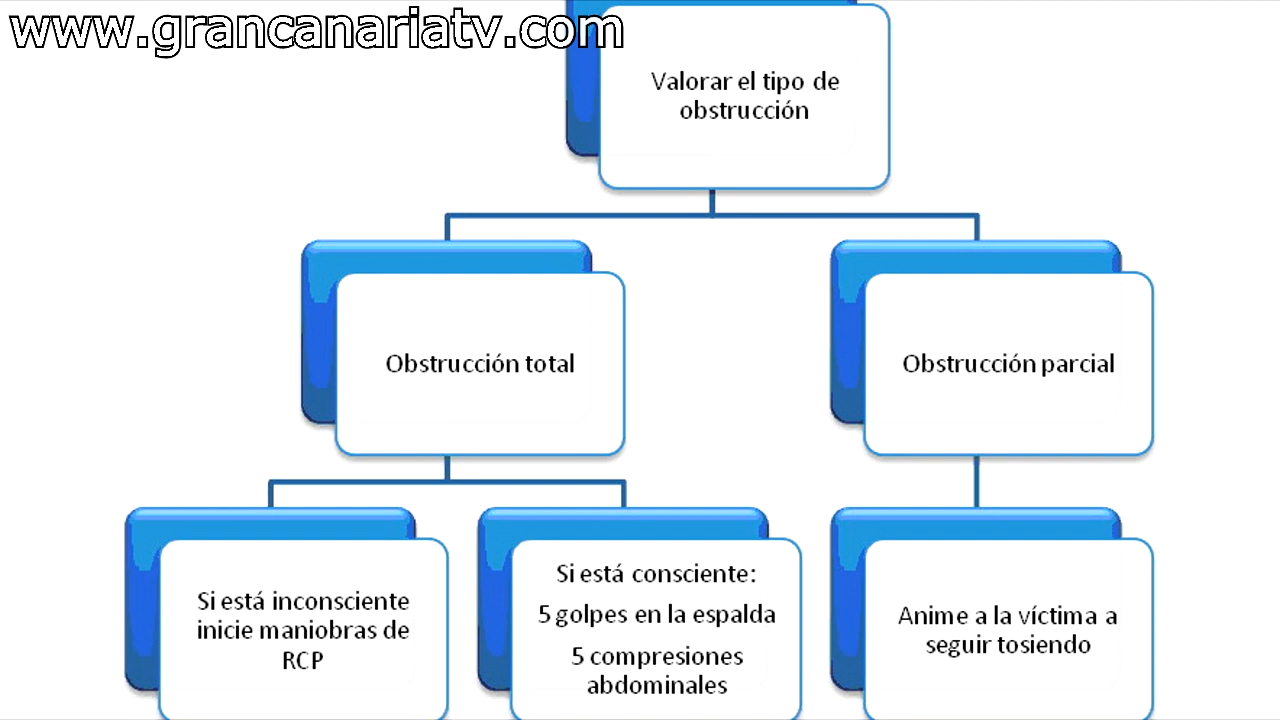 www.grancanariatv.com
Valorar el tipo de
obstrucción
Obstrucción total
Obstrucción parcial
Si está inconsciente
inicie maniobras de
RCP
Si está consciente:
5 golpes en la espalda
5 compresiones
abdominales
Anime a la víctima a
seguir tosiendo